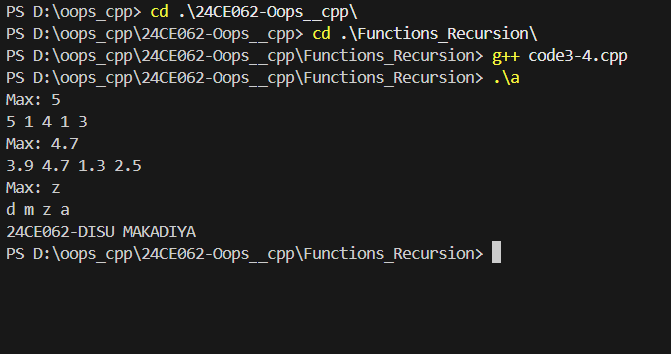 PS D:\oops_cpp> cd .\24CE062-Oops__cpp\
PS D:\oops_cpp\24CE062-Oops__cpp> cd .\Functions_Recursion\
PS D:\oops_cpp\24CE062-Oops__cpp\Functions_Recursion> g++ code3-4.cpp
PS D:\oops_cpp\24CE062-Oops__cpp\Functions_Recursion> .\a
Max: 5
5 1 4 1 3
Max: 4.7
3.9 4.7 1.3 2.5
Max: z
d m z a
24CE062-DISU MAKADIYA
PS D:\oops_cpp\24CE062-Oops__cpp\Functions_Recursion>